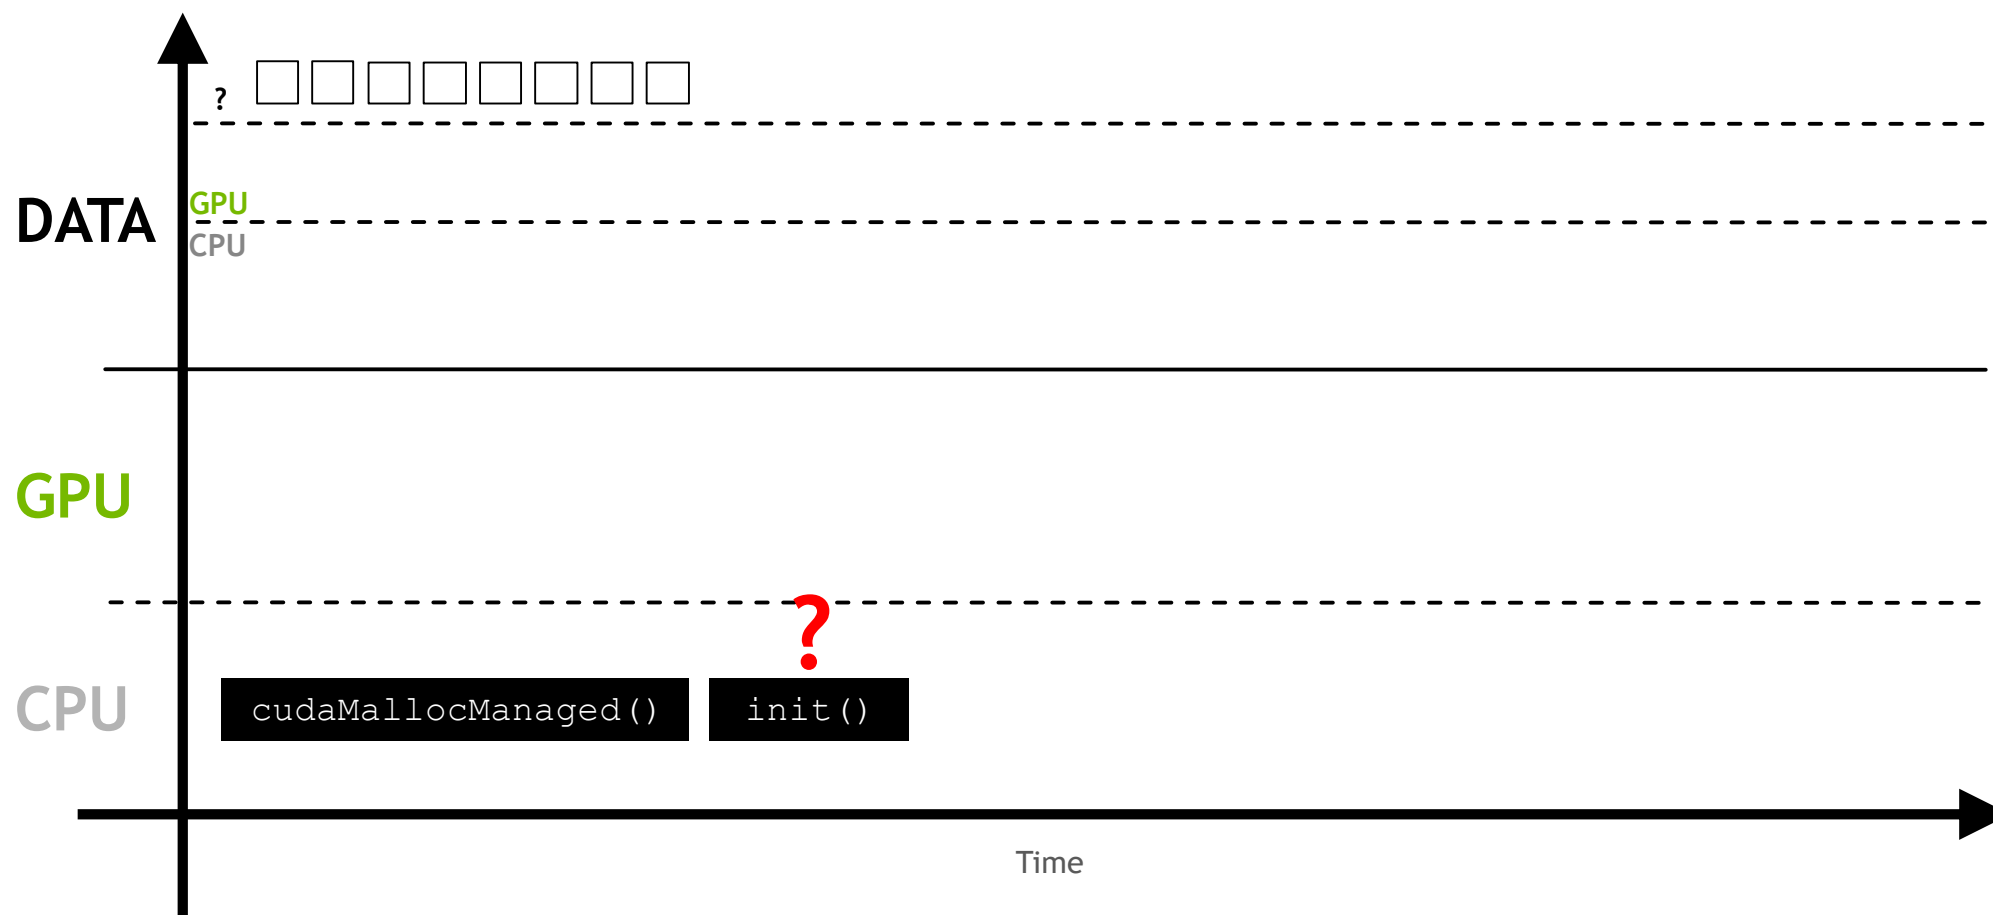 ?
GPU
DATA
CPU
GPU
?
cudaMallocManaged()
init()
CPU
Time